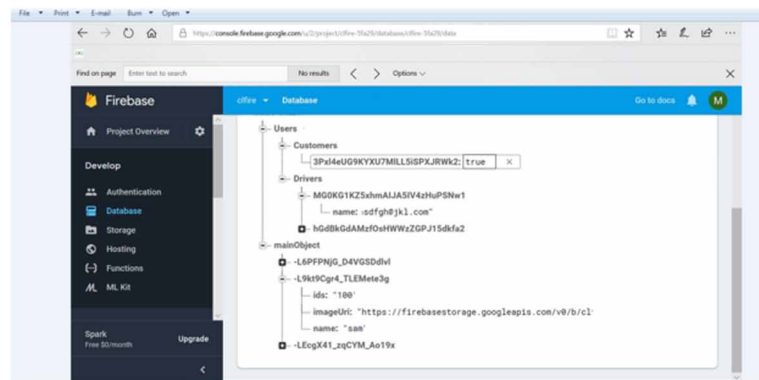 File Print E-mail Burn Open
https://console.firebase.google.com/u/2/project/clfire-5fa29/database/clfire-5fa29/data
Find on page Enter text to search No results Options
Firebase
clfire Database Go to docs M
Project Overview
Develop
Authentication
Database
Storage
Hosting
Functions
ML Kit
Spark
Free $0/month
Upgrade
Users
Customers
3Pxl4eUG9KYXU7MlLL5iSPXJRWk2: true ×
Drivers
MG0KG1KZ5xhmAIJA5IV4zHuPSNw1
name: sdfgh@jkl.com"
hGdBkGdAMzfOsHWWzZGPJ15dkfa2
mainObject
-L6PFPNjG_D4VGSDdlvl
-L9kt9Cgr4_TLEMete3g
ids: "100"
imageUri: "https://firebasestorage.googleapis.com/v0/b/cl
name: "sam"
-LEcgX41_zqCYM_Ao19x